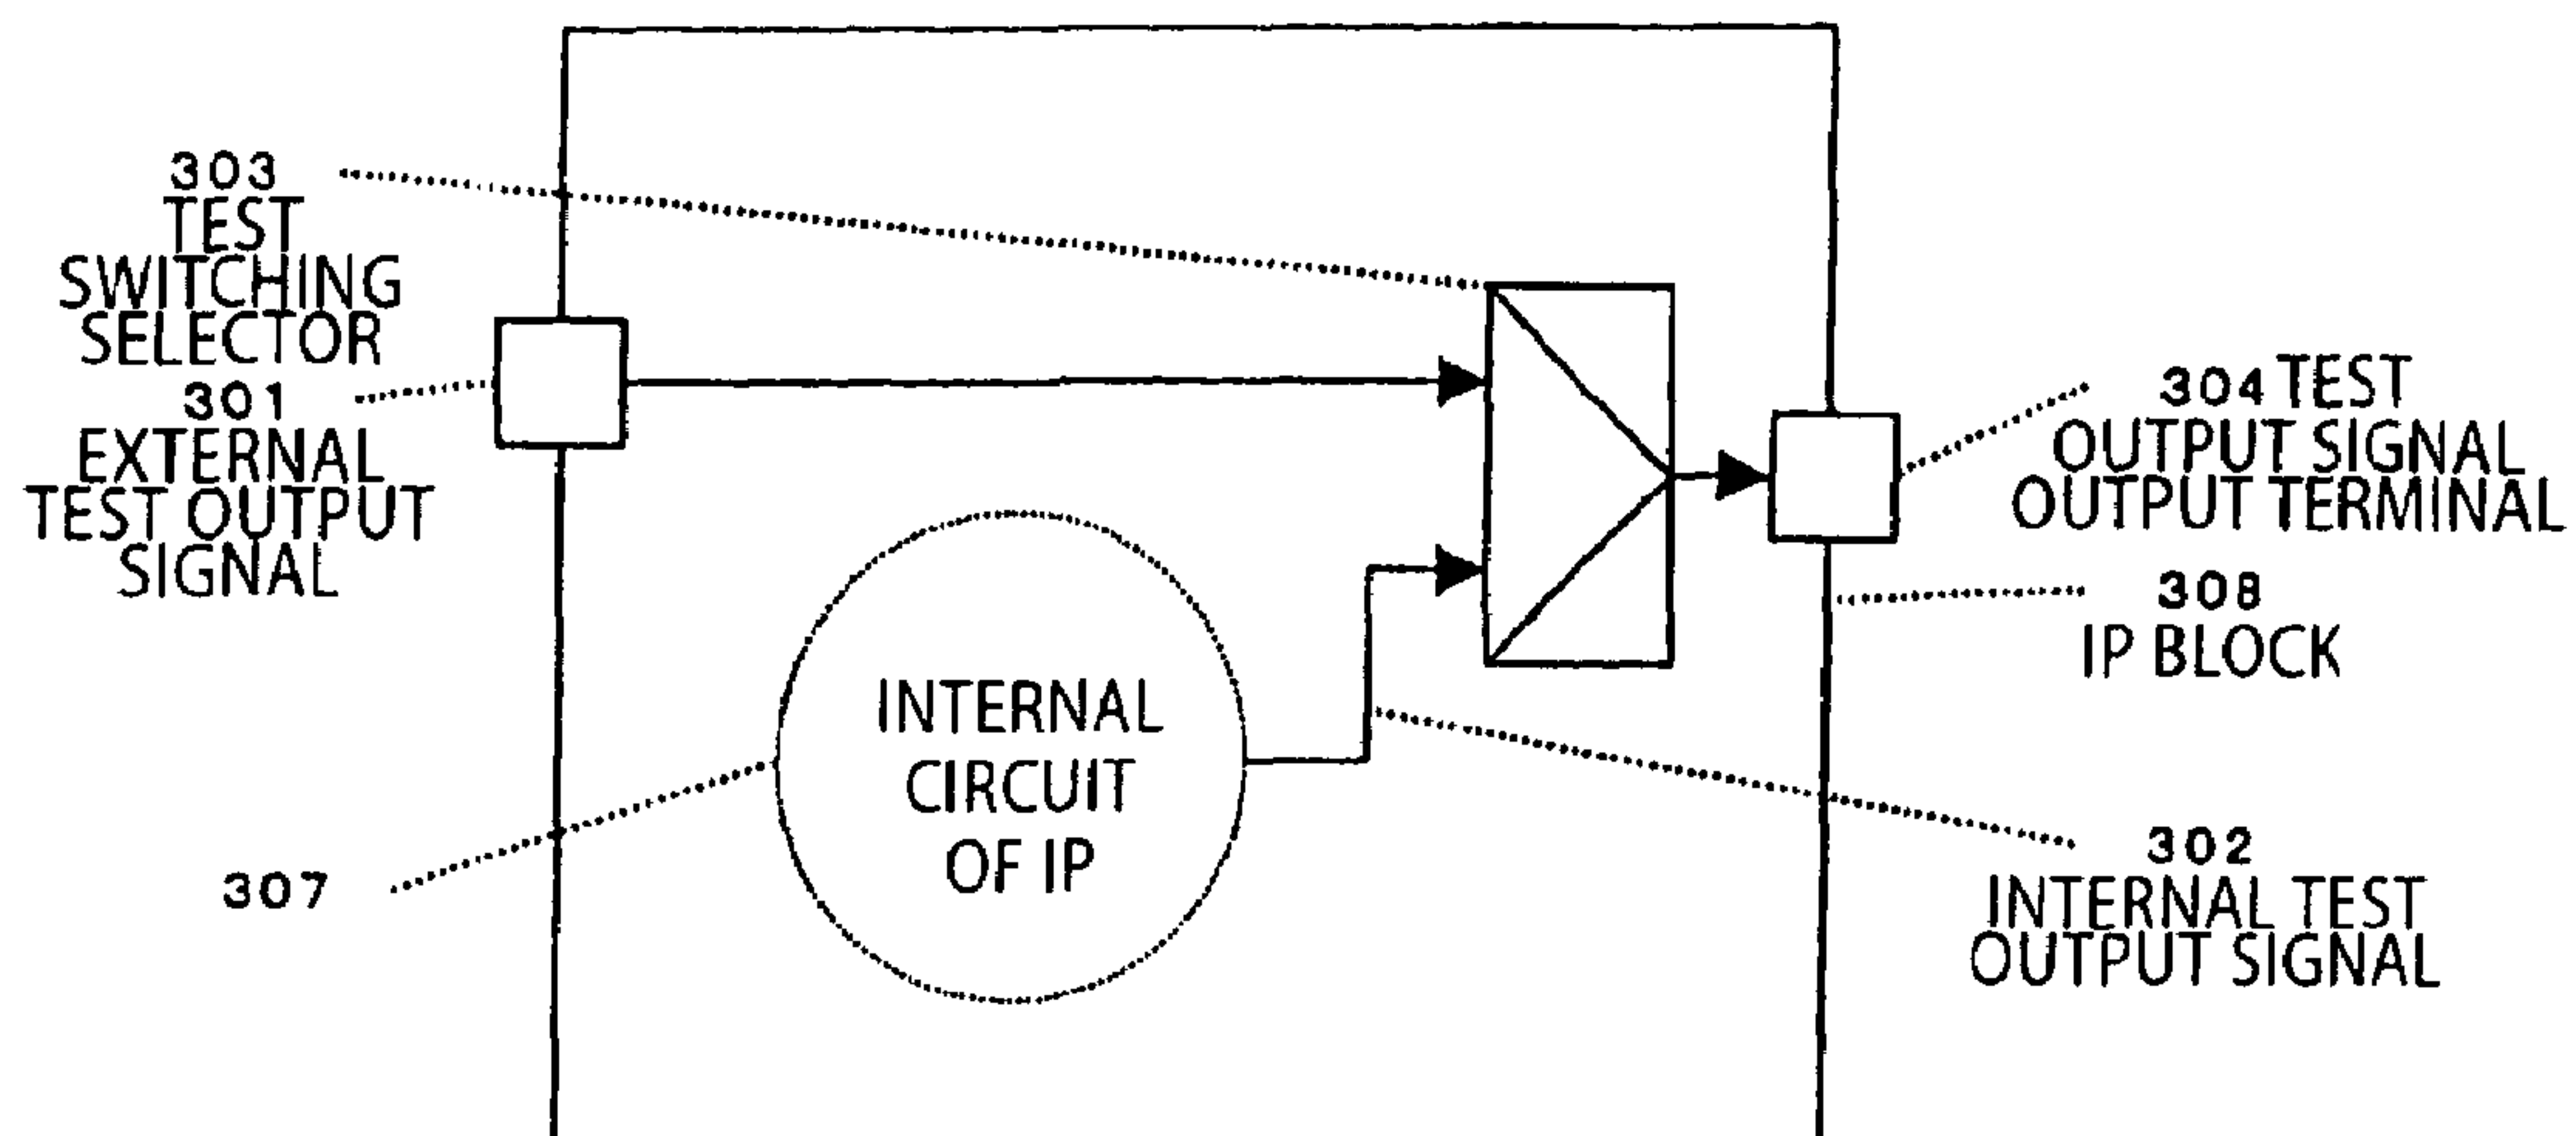 303
TEST
SWITCHING
SELECTOR
301
EXTERNAL
TEST OUTPUT
SIGNAL
307
INTERNAL
CIRCUIT
OF IP
304 TEST
OUTPUT SIGNAL
OUTPUT TERMINAL
308
IP BLOCK
302
INTERNAL TEST
OUTPUT SIGNAL